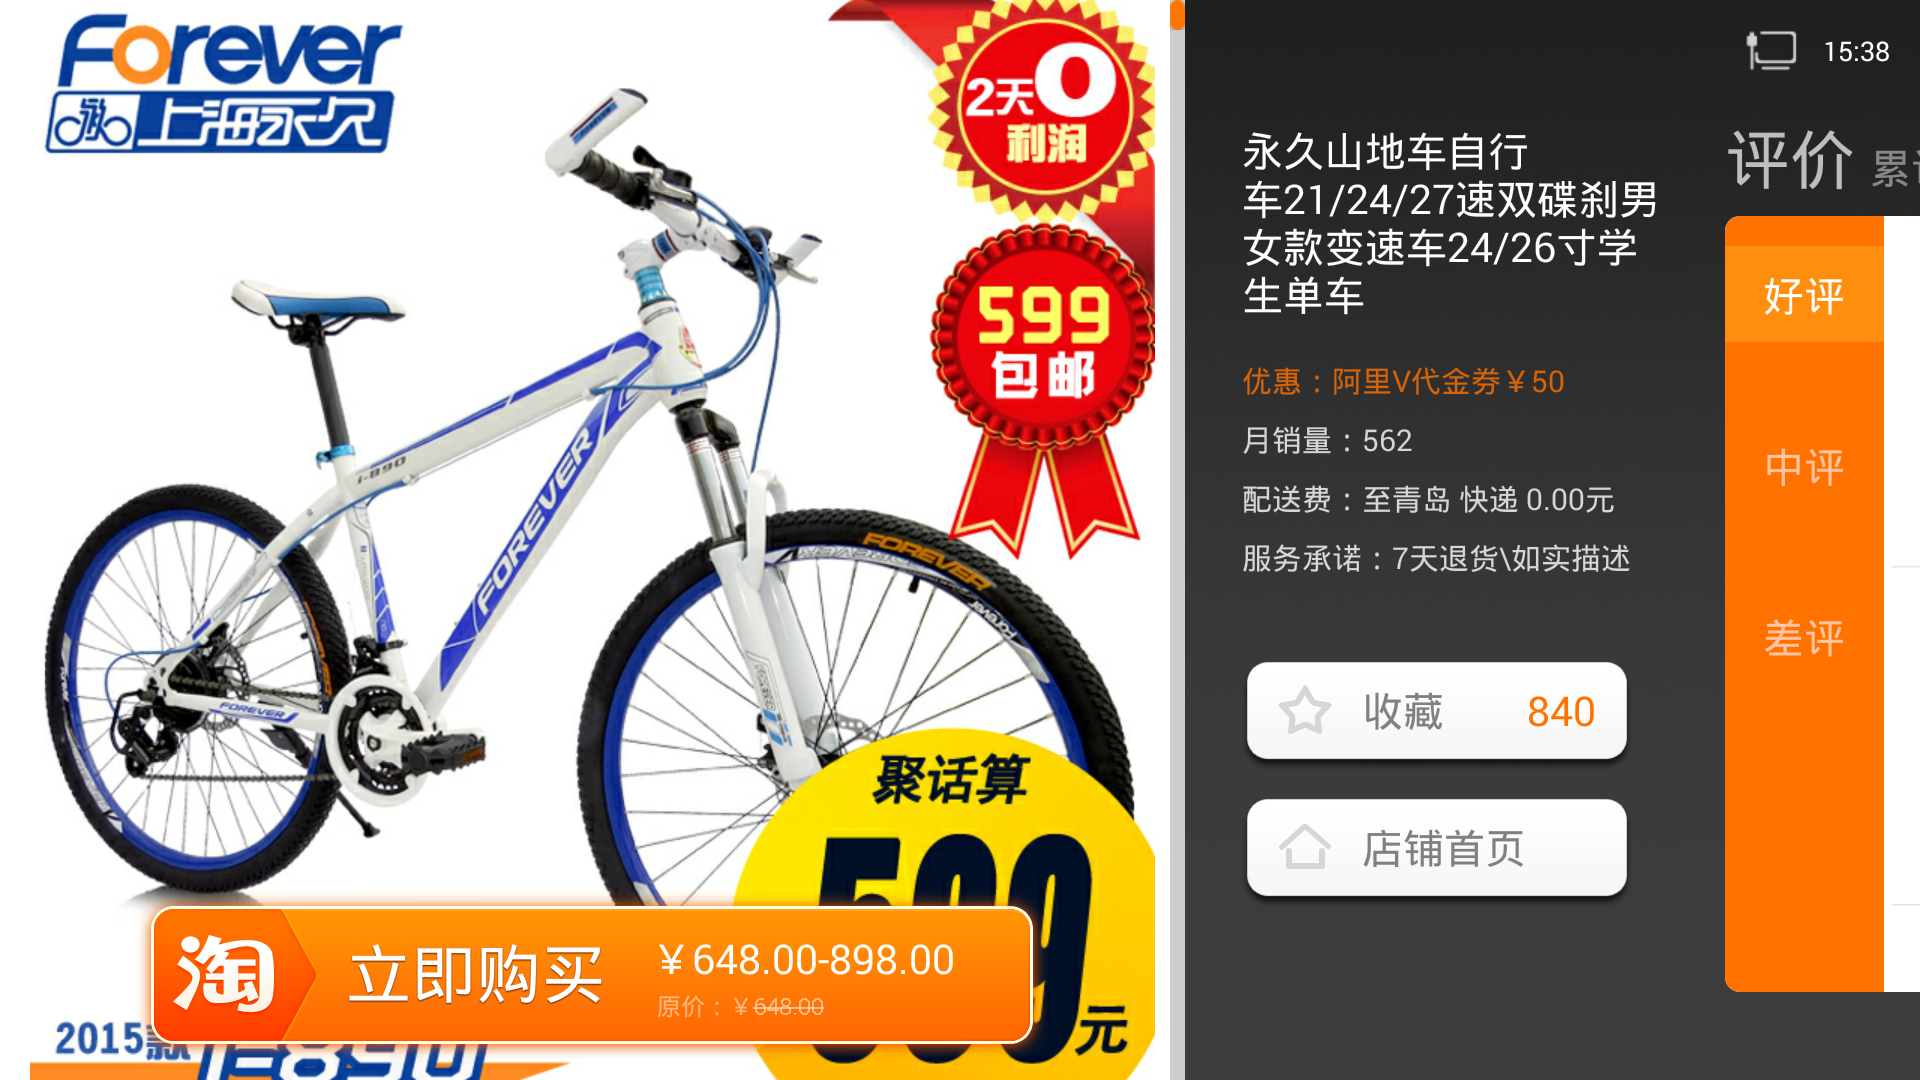 Forever
上海永久
2天0
利润
599
包邮
i-890
FOREVER
FOREVER
FOREVER
forever
聚话算
599
元
淘
立即购买
￥648.00-898.00
原价：￥648.00
2015款
i-890
15:38
永久山地车自行
车21/24/27速双碟刹男
女款变速车24/26寸学
生单车
优惠：阿里V代金券￥50
月销量：562
配送费：至青岛 快递 0.00元
服务承诺：7天退货\如实描述
收藏 840
店铺首页
评价
好评
中评
差评